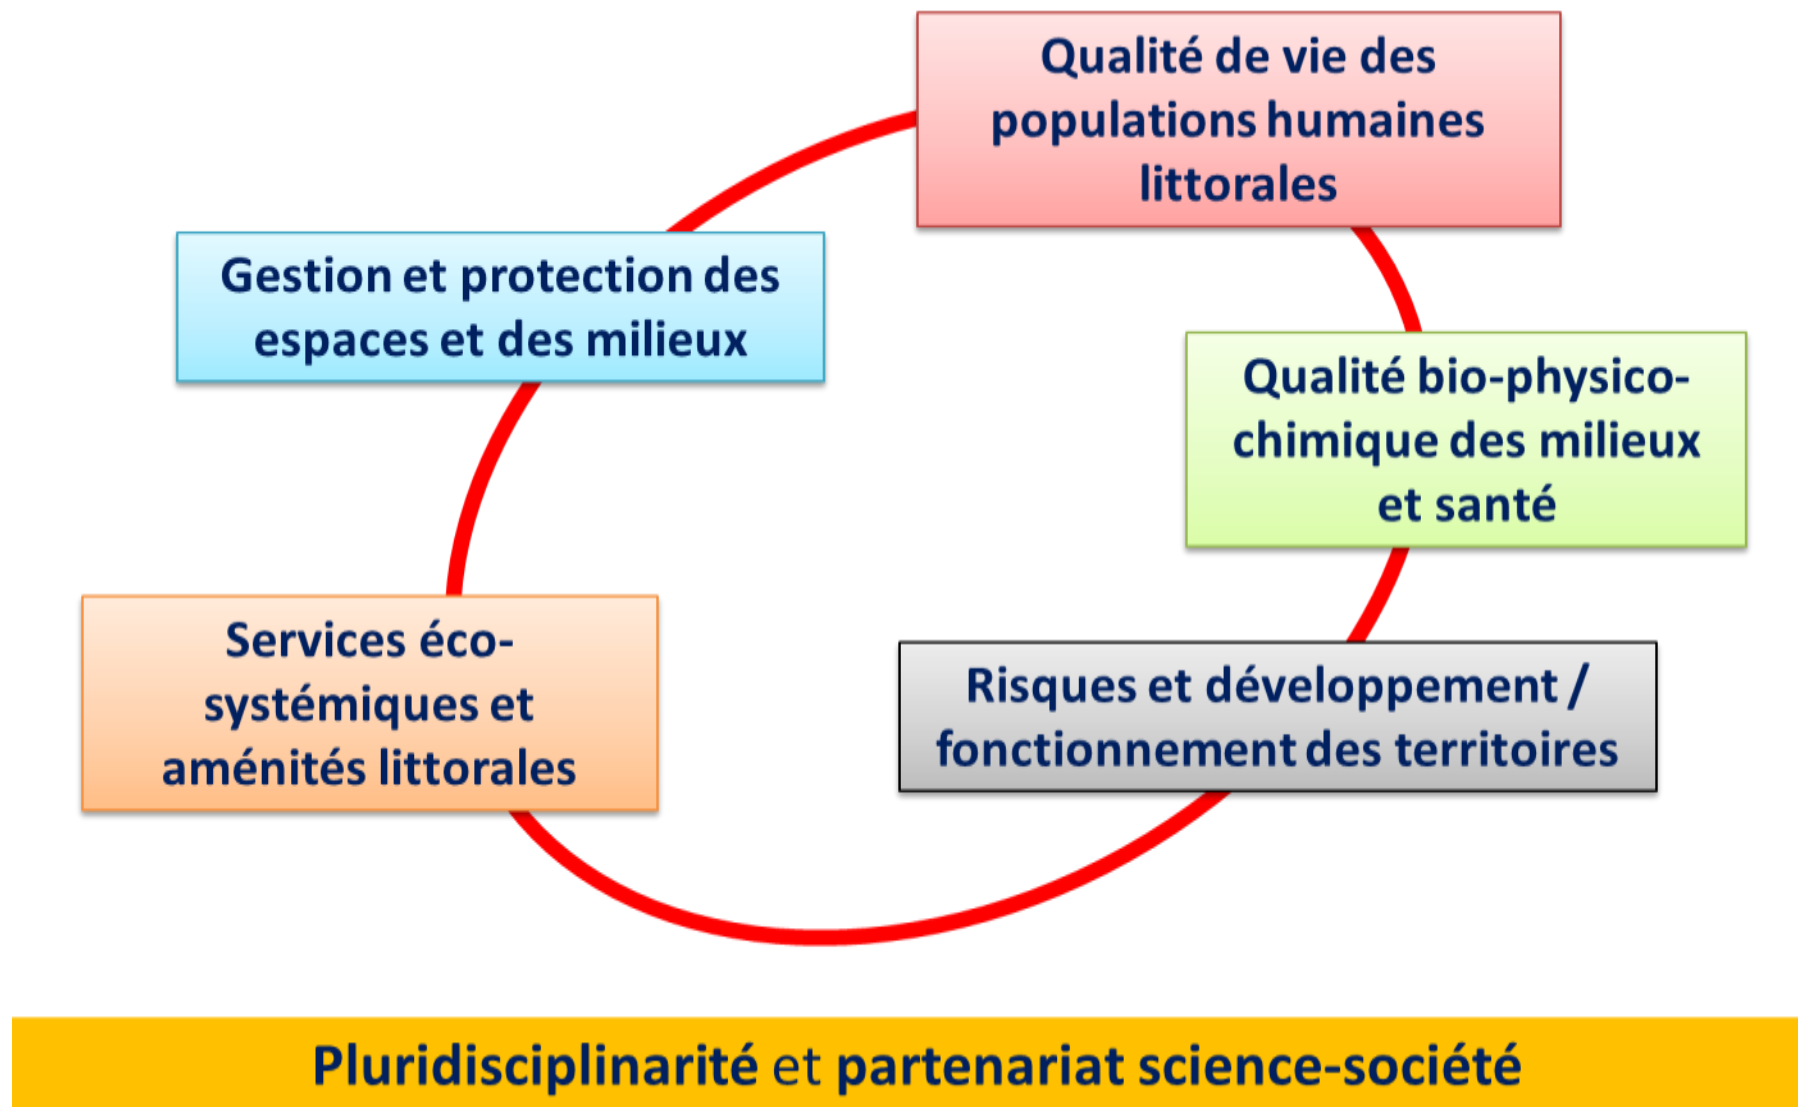 Qualité de vie des
populations humaines
littorales
Gestion et protection des
espaces et des milieux
Qualité bio-physico-
chimique des milieux
et santé
Services éco-
systémiques et
aménités littorales
Risques et développement /
fonctionnement des territoires
Pluridisciplinarité et partenariat science-société